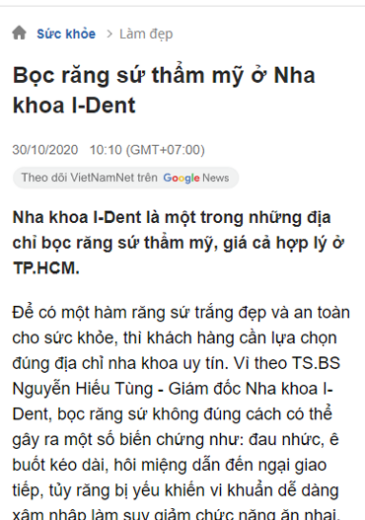 Sức khỏe > Làm đẹp
Bọc răng sứ thẩm mỹ ở Nha
khoa I-Dent
30/10/2020 10:10 (GMT+07:00)
Theo dõi VietNamNet trên Google News
Nha khoa I-Dent là một trong những địa
chỉ bọc răng sứ thẩm mỹ, giá cả hợp lý ở
TP.HCM.
Để có một hàm răng sứ trắng đẹp và an toàn
cho sức khỏe, thì khách hàng cần lựa chọn
đúng địa chỉ nha khoa uy tín. Vì theo TS.BS
Nguyễn Hiếu Tùng - Giám đốc Nha khoa I-
Dent, bọc răng sứ không đúng cách có thể
gây ra một số biến chứng như: đau nhức, ê
buốt kéo dài, hôi miệng dẫn đến ngại giao
tiếp, tủy răng bị yếu khiến vi khuẩn dễ dàng
xâm nhập làm suy giảm chức năng ăn nhai.